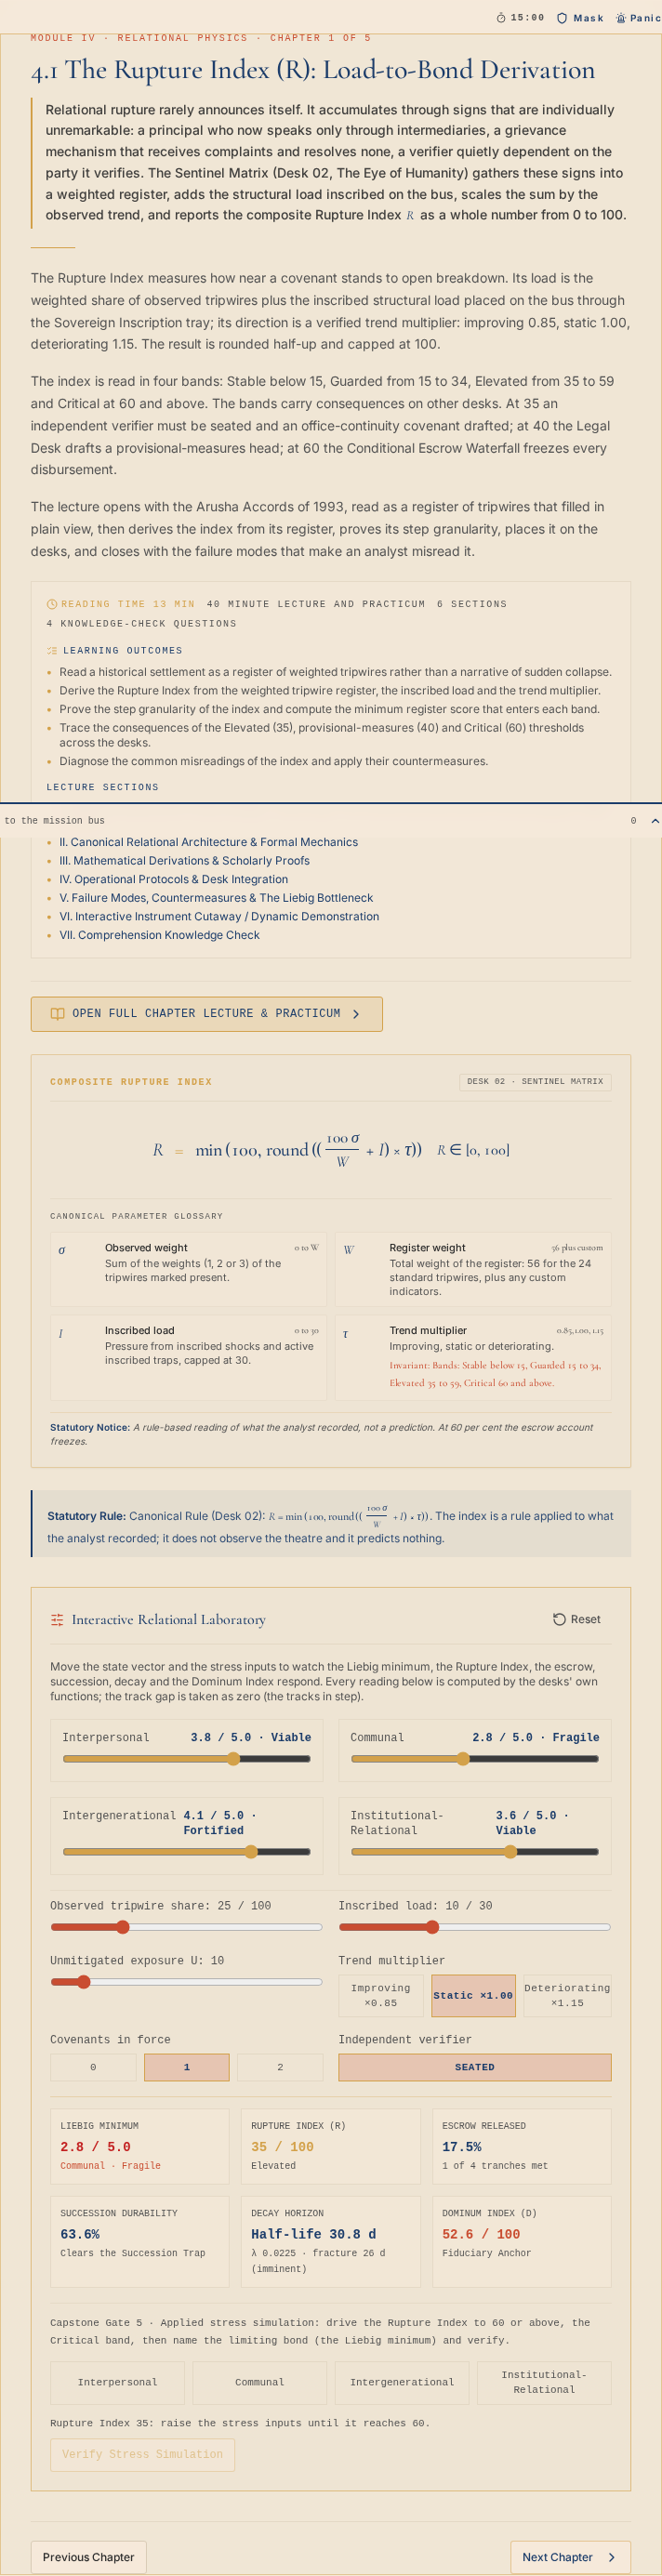 15:00 Mask Panic
MODULE IV · RELATIONAL PHYSICS · CHAPTER 1 OF 5
4.1 The Rupture Index (R): Load-to-Bond Derivation
Relational rupture rarely announces itself. It accumulates through signs that are individually
unremarkable: a principal who now speaks only through intermediaries, a grievance
mechanism that receives complaints and resolves none, a verifier quietly dependent on the
party it verifies. The Sentinel Matrix (Desk 02, The Eye of Humanity) gathers these signs into
a weighted register, adds the structural load inscribed on the bus, scales the sum by the
observed trend, and reports the composite Rupture Index R as a whole number from 0 to 100.
The Rupture Index measures how near a covenant stands to open breakdown. Its load is the
weighted share of observed tripwires plus the inscribed structural load placed on the bus through
the Sovereign Inscription tray; its direction is a verified trend multiplier: improving 0.85, static 1.00,
deteriorating 1.15. The result is rounded half-up and capped at 100.
The index is read in four bands: Stable below 15, Guarded from 15 to 34, Elevated from 35 to 59
and Critical at 60 and above. The bands carry consequences on other desks. At 35 an
independent verifier must be seated and an office-continuity covenant drafted; at 40 the Legal
Desk drafts a provisional-measures head; at 60 the Conditional Escrow Waterfall freezes every
disbursement.
The lecture opens with the Arusha Accords of 1993, read as a register of tripwires that filled in
plain view, then derives the index from its register, proves its step granularity, places it on the
desks, and closes with the failure modes that make an analyst misread it.
READING TIME 13 MIN 40 MINUTE LECTURE AND PRACTICUM 6 SECTIONS
4 KNOWLEDGE-CHECK QUESTIONS
LEARNING OUTCOMES
• Read a historical settlement as a register of weighted tripwires rather than a narrative of sudden collapse.
• Derive the Rupture Index from the weighted tripwire register, the inscribed load and the trend multiplier.
• Prove the step granularity of the index and compute the minimum register score that enters each band.
• Trace the consequences of the Elevated (35), provisional-measures (40) and Critical (60) thresholds
across the desks.
• Diagnose the common misreadings of the index and apply their countermeasures.
LECTURE SECTIONS
to the mission bus 0
• II. Canonical Relational Architecture & Formal Mechanics
• III. Mathematical Derivations & Scholarly Proofs
• IV. Operational Protocols & Desk Integration
• V. Failure Modes, Countermeasures & The Liebig Bottleneck
• VI. Interactive Instrument Cutaway / Dynamic Demonstration
• VII. Comprehension Knowledge Check
OPEN FULL CHAPTER LECTURE & PRACTICUM
COMPOSITE RUPTURE INDEX DESK 02 · SENTINEL MATRIX
R = min (100, round (( 100 σ / W + I) × τ)) R ∈ [0, 100]
CANONICAL PARAMETER GLOSSARY
σ Observed weight 0 to W
Sum of the weights (1, 2 or 3) of the
tripwires marked present.
W Register weight 56 plus custom
Total weight of the register: 56 for the 24
standard tripwires, plus any custom
indicators.
I Inscribed load 0 to 30
Pressure from inscribed shocks and active
inscribed traps, capped at 30.
τ Trend multiplier 0.85, 1.00, 1.15
Improving, static or deteriorating.
Invariant: Bands: Stable below 15, Guarded 15 to 34,
Elevated 35 to 59, Critical 60 and above.
Statutory Notice: A rule-based reading of what the analyst recorded, not a prediction. At 60 per cent the escrow account
freezes.
Statutory Rule: Canonical Rule (Desk 02): R = min (100, round (( 100 σ / W + I) × τ)). The index is a rule applied to what
the analyst recorded; it does not observe the theatre and it predicts nothing.
Interactive Relational Laboratory Reset
Move the state vector and the stress inputs to watch the Liebig minimum, the Rupture Index, the escrow,
succession, decay and the Dominum Index respond. Every reading below is computed by the desks' own
functions; the track gap is taken as zero (the tracks in step).
Interpersonal 3.8 / 5.0 · Viable
Communal 2.8 / 5.0 · Fragile
Intergenerational 4.1 / 5.0 ·
Fortified
Institutional-
Relational 3.6 / 5.0 ·
Viable
Observed tripwire share: 25 / 100
Inscribed load: 10 / 30
Unmitigated exposure U: 10
Trend multiplier
Improving
×0.85
Static ×1.00
Deteriorating
×1.15
Covenants in force
0 1 2
Independent verifier
SEATED
LIEBIG MINIMUM
2.8 / 5.0
Communal · Fragile
RUPTURE INDEX (R)
35 / 100
Elevated
ESCROW RELEASED
17.5%
1 of 4 tranches met
SUCCESSION DURABILITY
63.6%
Clears the Succession Trap
DECAY HORIZON
Half-life 30.8 d
λ 0.0225 · fracture 26 d
(imminent)
DOMINUM INDEX (D)
52.6 / 100
Fiduciary Anchor
Capstone Gate 5 · Applied stress simulation: drive the Rupture Index to 60 or above, the
Critical band, then name the limiting bond (the Liebig minimum) and verify.
Interpersonal
Communal
Intergenerational
Institutional-
Relational
Rupture Index 35: raise the stress inputs until it reaches 60.
Verify Stress Simulation
Previous Chapter
Next Chapter